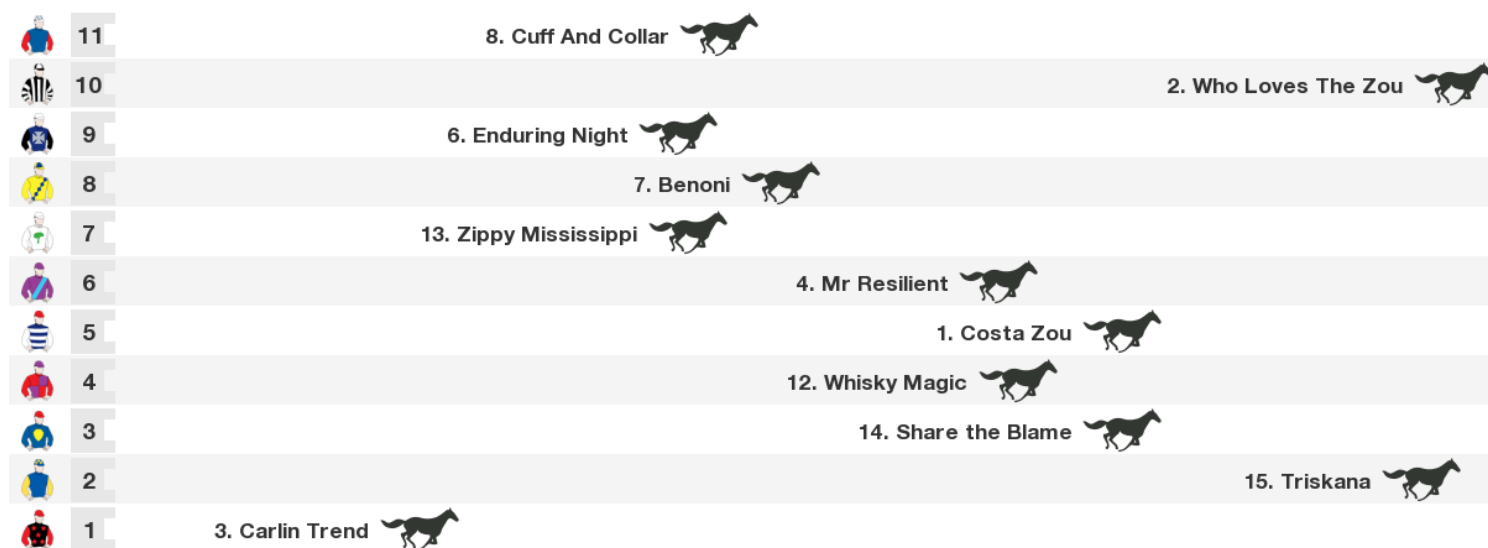 11 8. Cuff And Collar
10 2. Who Loves The Zou
9 6. Enduring Night
8 7. Benoni
7 13. Zippy Mississippi
6 4. Mr Resilient
5 1. Costa Zou
4 12. Whisky Magic
3 14. Share the Blame
2 15. Triskana
1 3. Carlin Trend